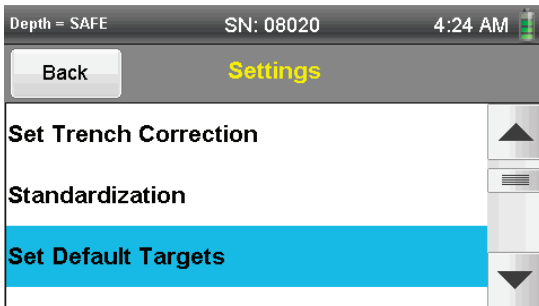 Depth = SAFE SN: 08020 4:24 AM
Back Settings
Set Trench Correction
Standardization
Set Default Targets